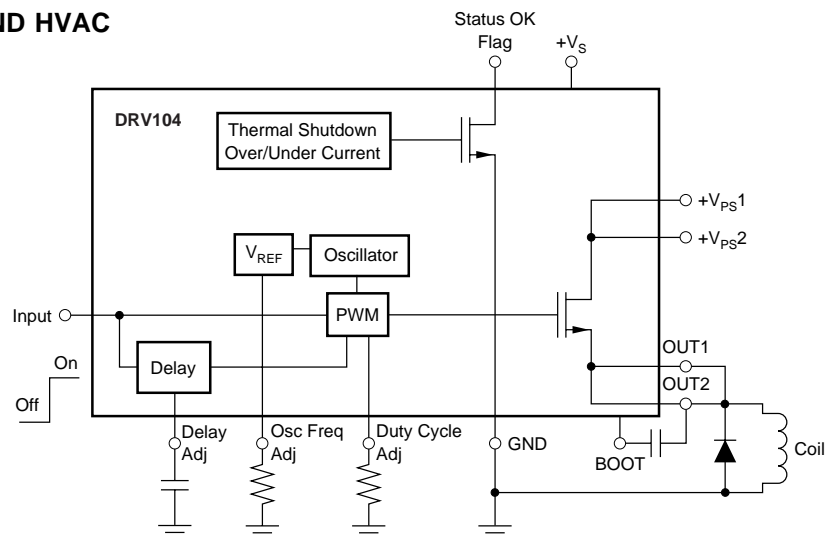 ND HVAC
Status OK
Flag
+VS
DRV104
Thermal Shutdown
Over/Under Current
+VPS1
+VPS2
VREF
Oscillator
Input
PWM
OUT1
On
Delay
OUT2
Off
Delay
Adj
Osc Freq
Adj
Duty Cycle
Adj
GND
BOOT
Coil